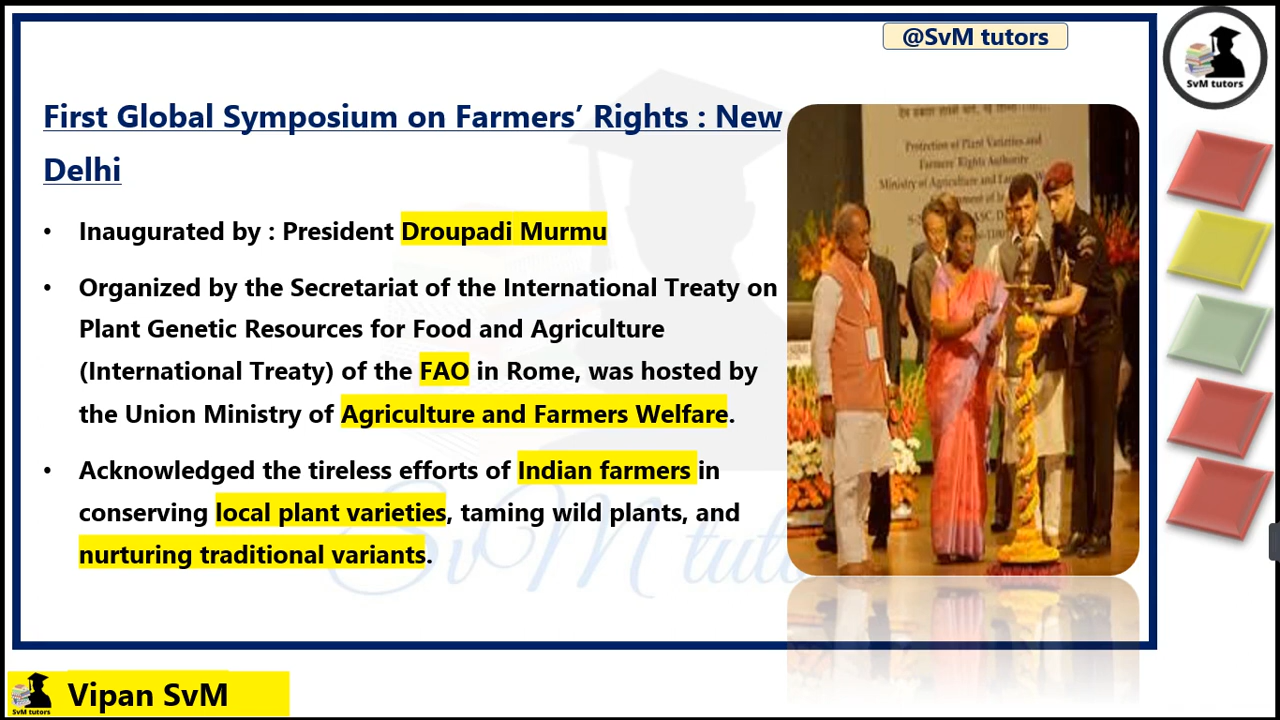 @SvM tutors
SvM tutors
First Global Symposium on Farmers’ Rights : New
Delhi
• Inaugurated by : President Droupadi Murmu
• Organized by the Secretariat of the International Treaty on
Plant Genetic Resources for Food and Agriculture
(International Treaty) of the FAO in Rome, was hosted by
the Union Ministry of Agriculture and Farmers Welfare.
• Acknowledged the tireless efforts of Indian farmers in
conserving local plant varieties, taming wild plants, and
nurturing traditional variants.
SvM tutors
Protection of Plant Varieties and
Farmers' Rights Authority
Ministry of Agriculture and
SvM tutors
Vipan SvM